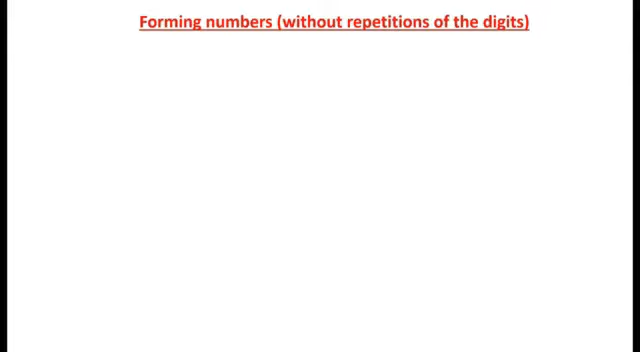 Forming numbers (without repetitions of the digits)